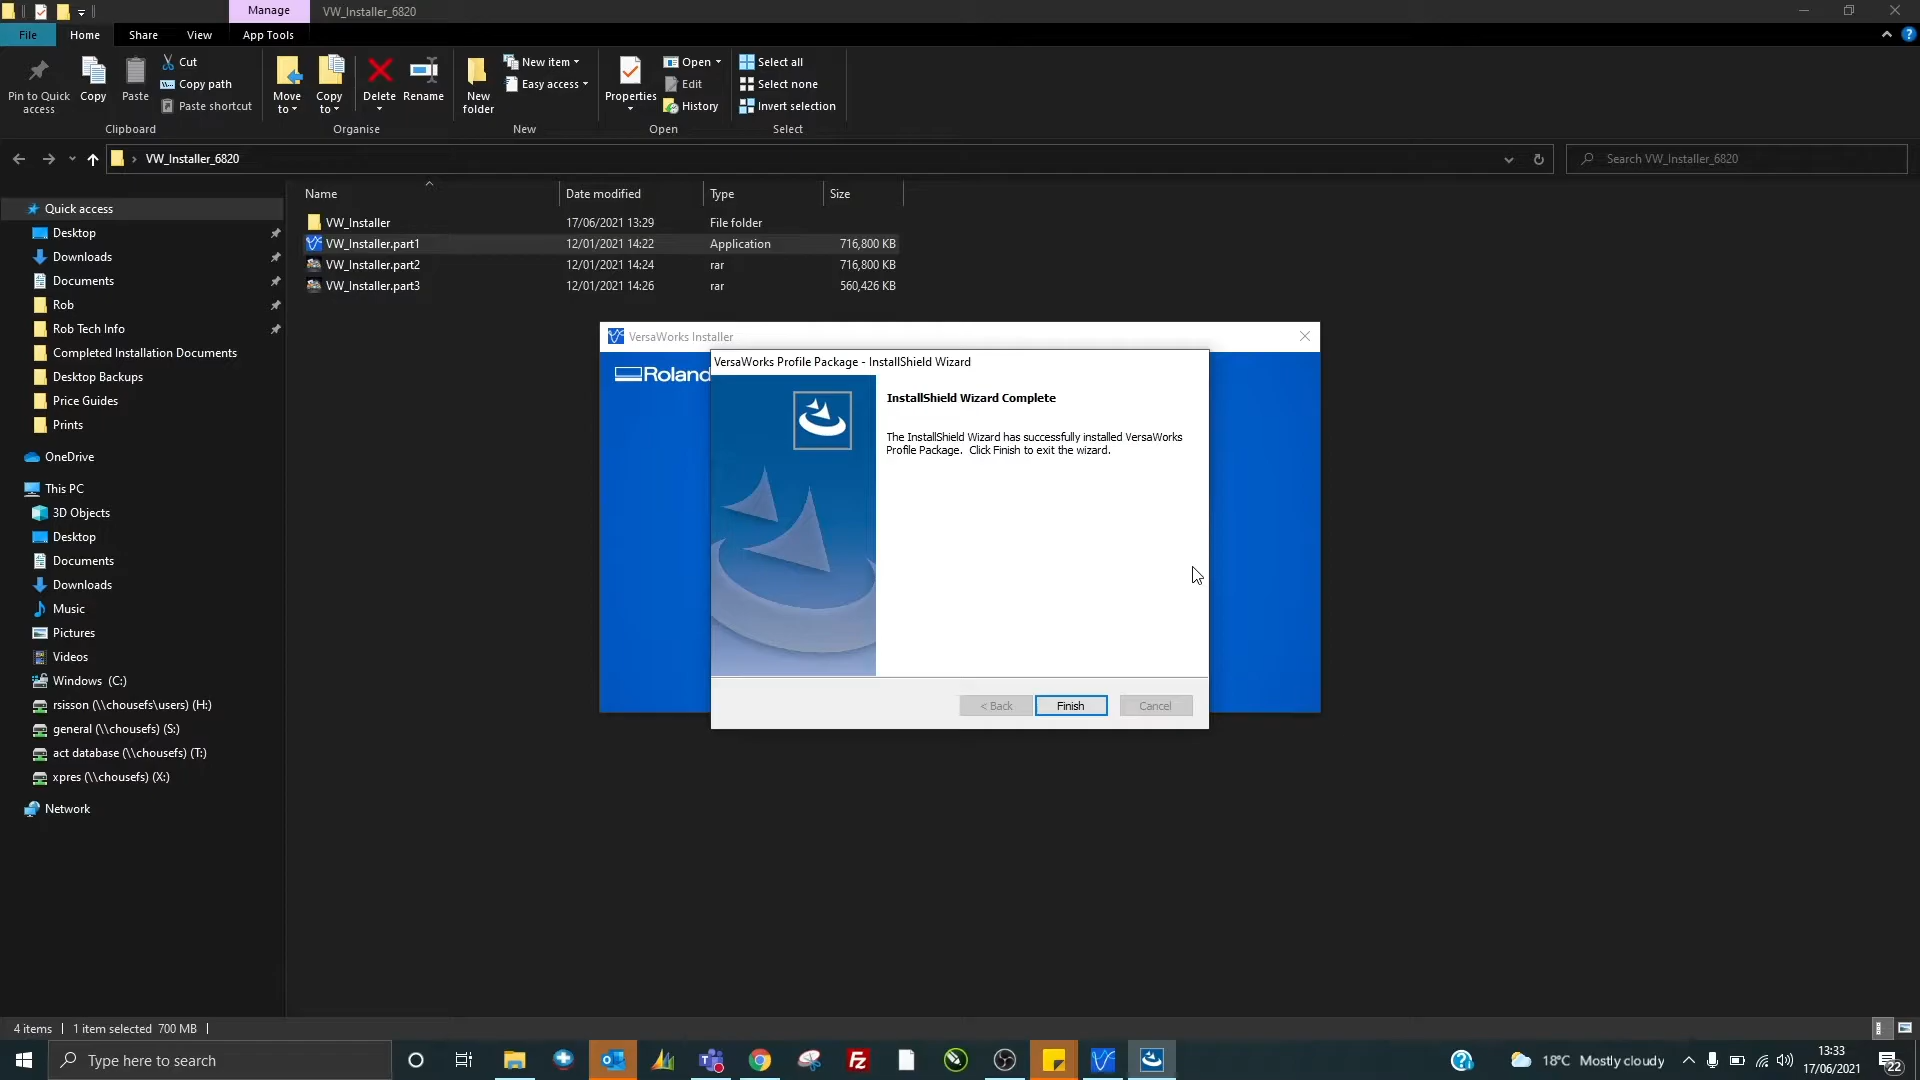 Manage
VW_Installer_6820
File
Home
Share
View
App Tools
Pin to Quick
access
Copy
Paste
Cut
Copy path
Paste shortcut
Clipboard
Move
to
Copy
to
Delete
Rename
Organise
New
folder
New item
Easy access
New
Properties
Open
Edit
History
Open
Select all
Select none
Invert selection
Select
VW_Installer_6820
Search VW_Installer_6820
Name
Date modified
Type
Size
VW_Installer
17/06/2021 13:29
File folder
VW_Installer.part1
12/01/2021 14:22
Application
716,800 KB
VW_Installer.part2
12/01/2021 14:24
rar
716,800 KB
VW_Installer.part3
12/01/2021 14:26
rar
560,426 KB
Quick access
Desktop
Downloads
Documents
Rob
Rob Tech Info
Completed Installation Documents
Desktop Backups
Price Guides
Prints
OneDrive
This PC
3D Objects
Desktop
Documents
Downloads
Music
Pictures
Videos
Windows (C:)
rsisson (\\chousefs\users) (H:)
general (\\chousefs) (S:)
act database (\\chousefs) (T:)
xpres (\\chousefs) (X:)
Network
VersaWorks Installer
Roland
VersaWorks Profile Package - InstallShield Wizard
InstallShield Wizard Complete
The InstallShield Wizard has successfully installed VersaWorks
Profile Package. Click Finish to exit the wizard.
< Back
Finish
Cancel
4 items
1 item selected 700 MB
Type here to search
18°C Mostly cloudy
13:33
17/06/2021
22